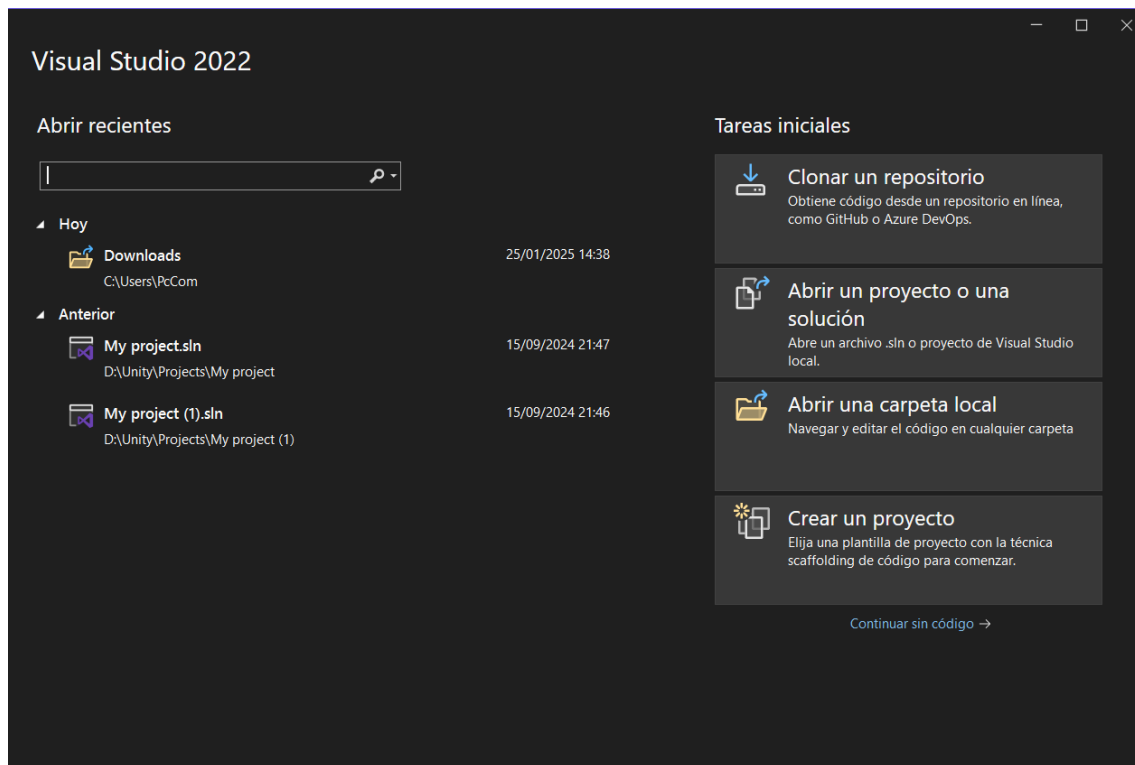 Visual Studio 2022
Abrir recientes
Hoy
Downloads 25/01/2025 14:38
C:\Users\PcCom
Anterior
My project.sln 15/09/2024 21:47
D:\Unity\Projects\My project
My project (1).sln 15/09/2024 21:46
D:\Unity\Projects\My project (1)
Tareas iniciales
Clonar un repositorio
Obtiene código desde un repositorio en línea,
como GitHub o Azure DevOps.
Abrir un proyecto o una
solución
Abre un archivo .sln o proyecto de Visual Studio
local.
Abrir una carpeta local
Navegar y editar el código en cualquier carpeta
Crear un proyecto
Elija una plantilla de proyecto con la técnica
scaffolding de código para comenzar.
Continuar sin código →